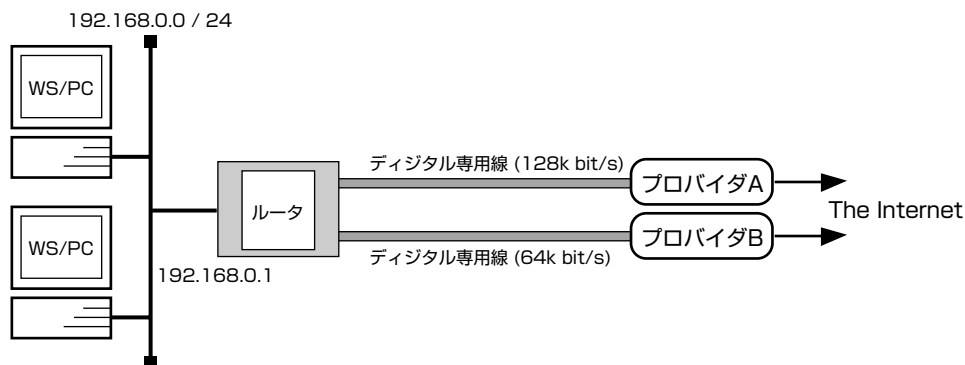 192.168.0.0 / 24
WS/PC
ディジタル専用線 (128k bit/s)
プロバイダA
ルータ
The Internet
プロバイダB
WS/PC
ディジタル専用線 (64k bit/s)
192.168.0.1